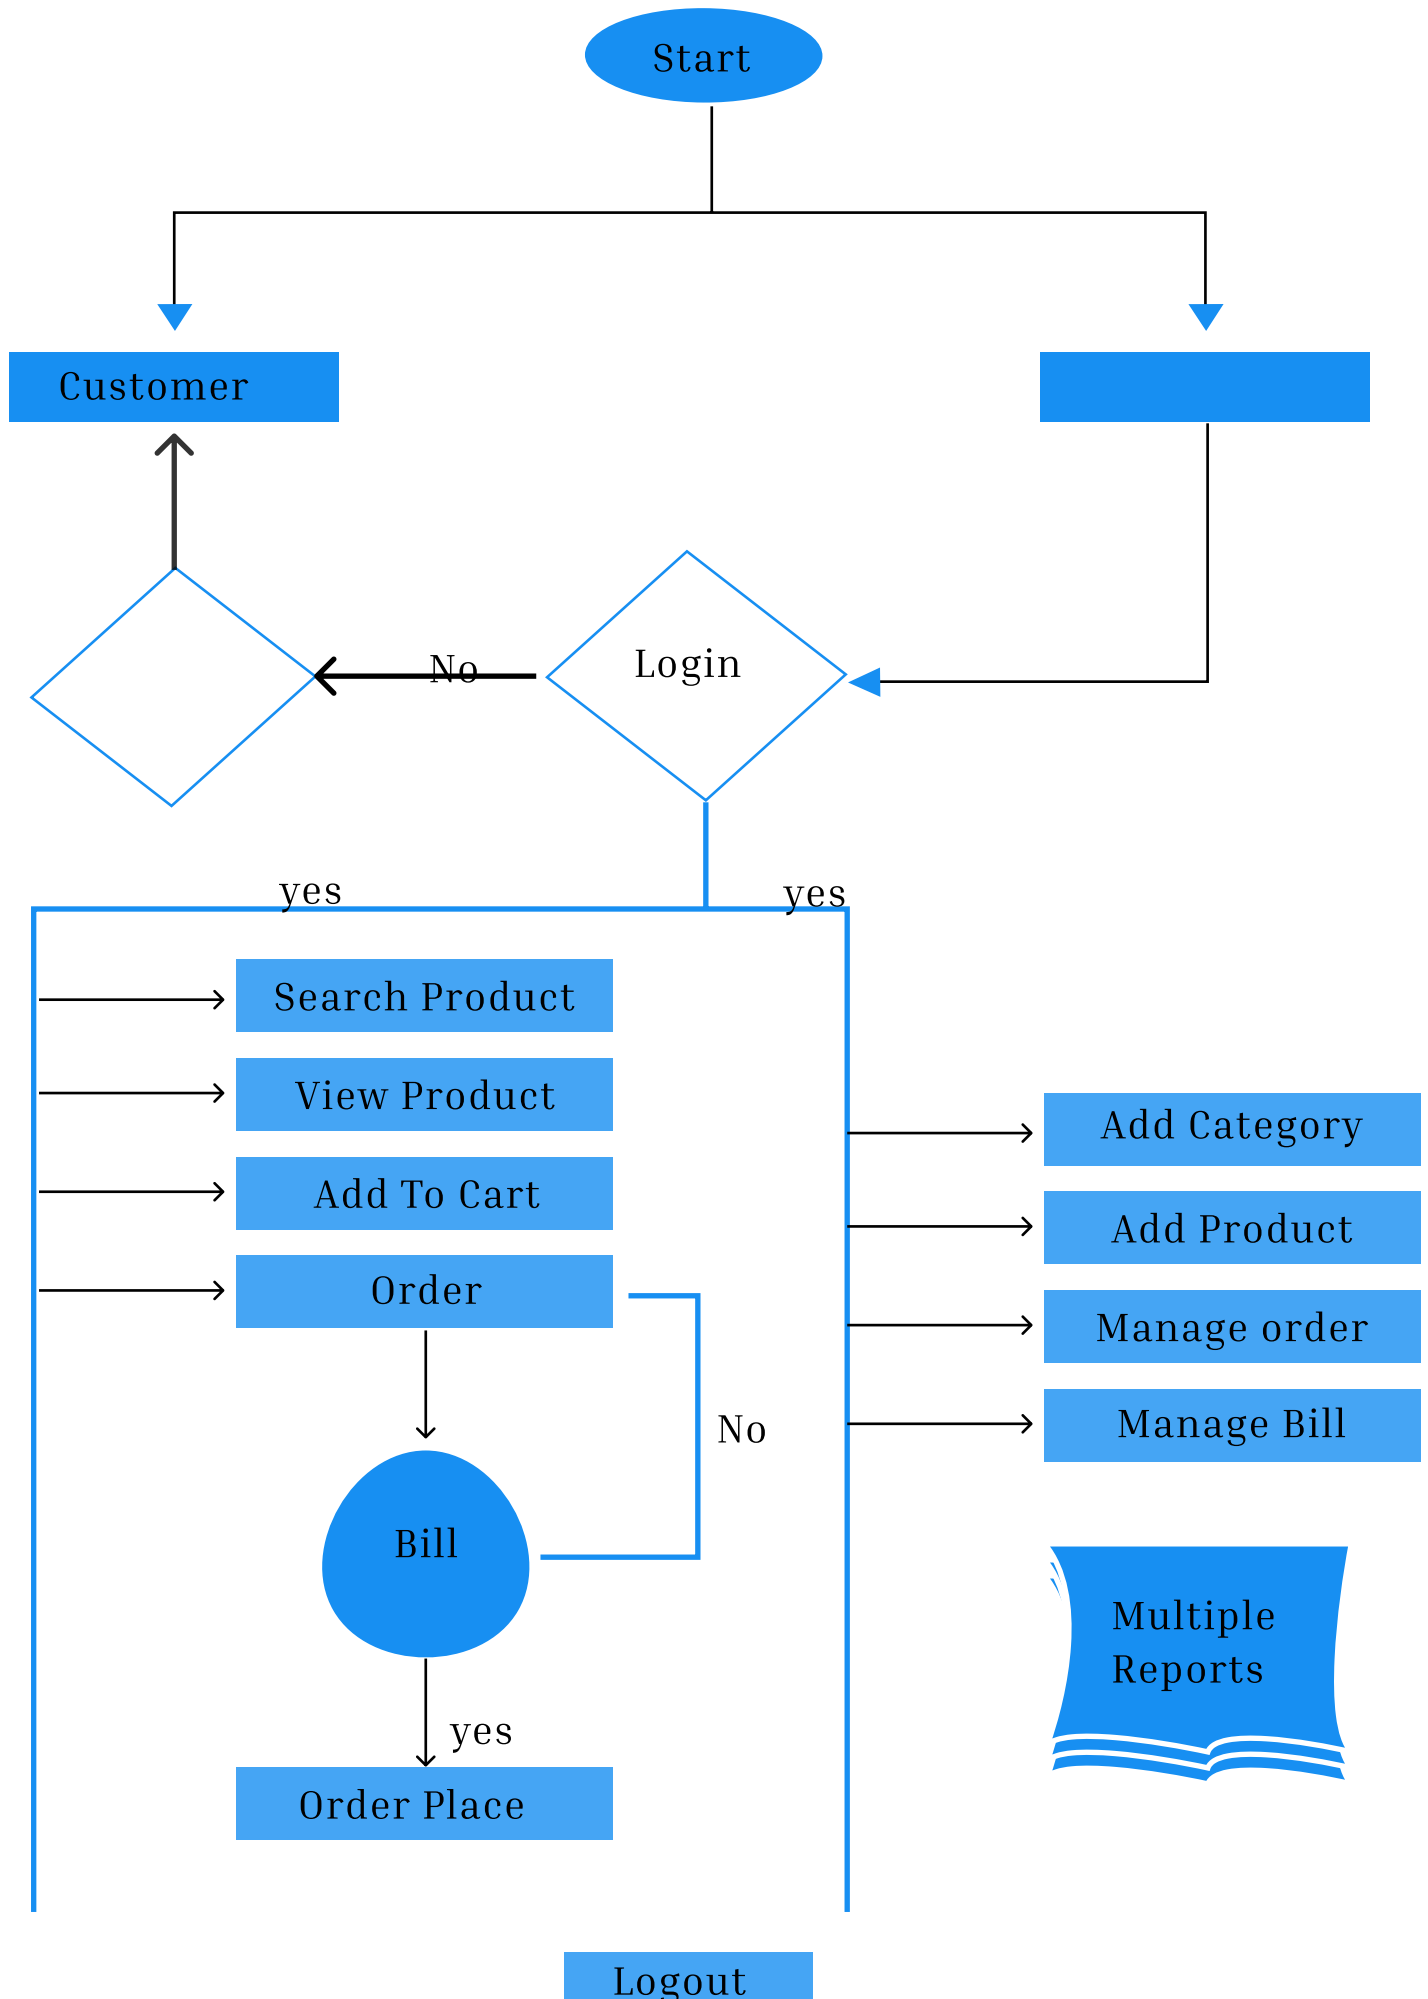 Start
Customer
No
Login
yes
yes
Search Product
View Product
Add To Cart
Order
Add Category
Add Product
Manage order
Manage Bill
No
Bill
Multiple
Reports
yes
Order Place
Logout